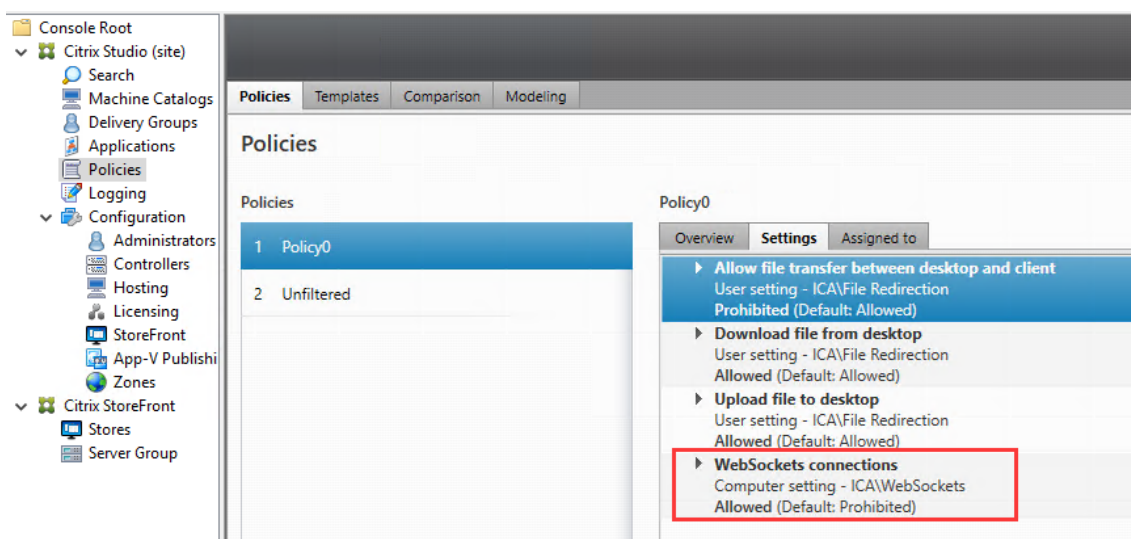 Console Root
Citrix Studio (site)
Search
Machine Catalogs
Delivery Groups
Applications
Policies
Logging
Configuration
Administrators
Controllers
Hosting
Licensing
StoreFront
App-V Publishi
Zones
Citrix StoreFront
Stores
Server Group
Policies Templates Comparison Modeling
Policies
Policies
1 Policy0
2 Unfiltered
Policy0
Overview Settings Assigned to
Allow file transfer between desktop and client
User setting - ICA\File Redirection
Prohibited (Default: Allowed)
Download file from desktop
User setting - ICA\File Redirection
Allowed (Default: Allowed)
Upload file to desktop
User setting - ICA\File Redirection
Allowed (Default: Allowed)
WebSockets connections
Computer setting - ICA\WebSockets
Allowed (Default: Prohibited)